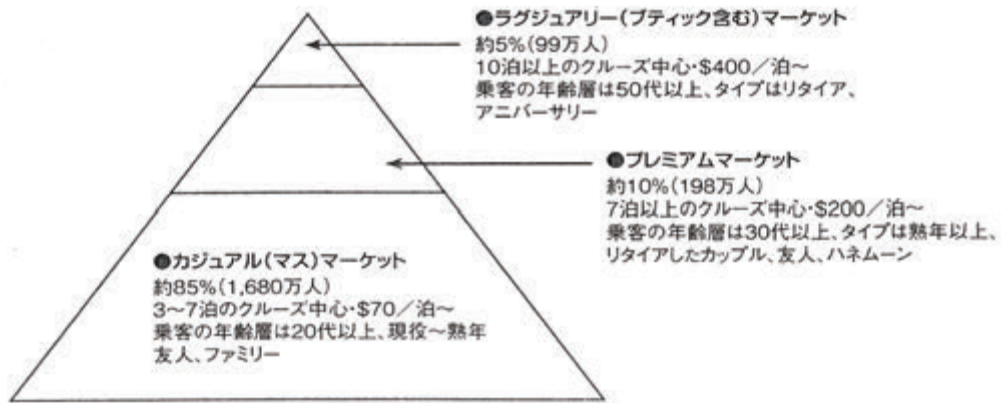 ●ラグジュアリー(ブティック含む)マーケット
約5%(99万人)
10泊以上のクルーズ中心・$400/泊～
乗客の年齢層は50代以上、タイプはリタイア、
アニバーサリー
●プレミアムマーケット
約10%(198万人)
7泊以上のクルーズ中心・$200/泊～
乗客の年齢層は30代以上、タイプは熟年以上、
リタイアしたカップル、友人、ハネムーン
●カジュアル(マス)マーケット
約85%(1,680万人)
3～7泊のクルーズ中心・$70/泊～
乗客の年齢層は20代以上、現役～熟年
友人、ファミリー